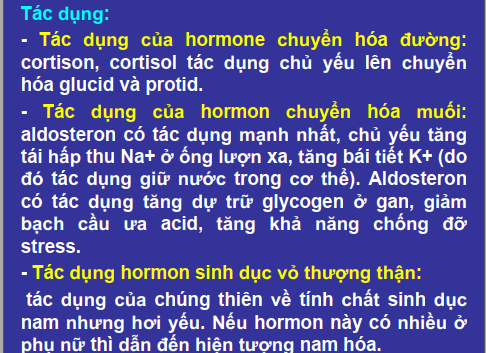 Tác dụng:
- Tác dụng của hormone chuyển hóa đường:
cortison, cortisol tác dụng chủ yếu lên chuyển
hóa glucid và protid.
- Tác dụng của hormon chuyển hóa muối:
aldosteron có tác dụng mạnh nhất, chủ yếu tăng
tái hấp thu Na+ ở ống lượn xa, tăng bái tiết K+ (do
đó tác dụng giữ nước trong cơ thể). Aldosteron
có tác dụng tăng dự trữ glycogen ở gan, giảm
bạch cầu ưa acid, tăng khả năng chống đỡ
stress.
- Tác dụng hormon sinh dục vỏ thượng thận:
tác dụng của chúng thiên về tính chất sinh dục
nam nhưng hơi yếu. Nếu hormon này có nhiều ở
phụ nữ thì dẫn đến hiện tượng nam hóa.